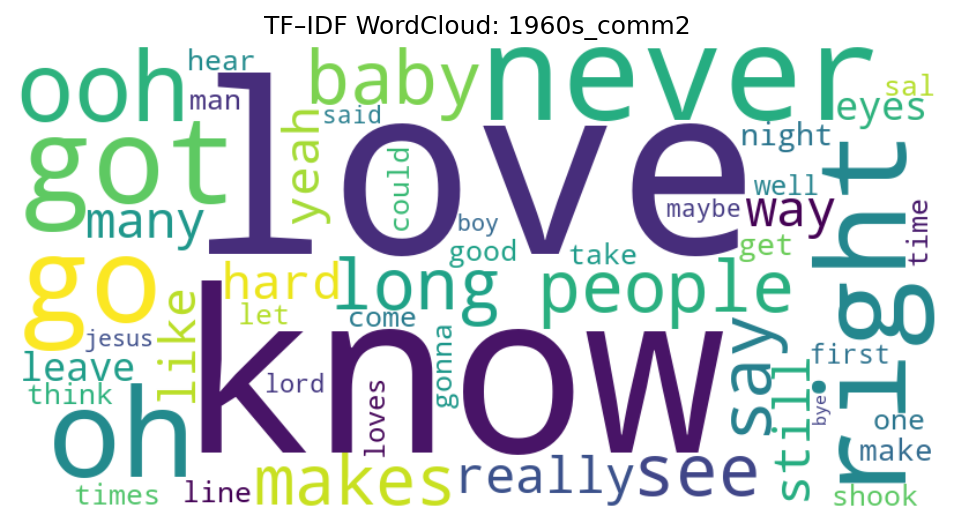 TF–IDF WordCloud: 1960s_comm2
ooh
hear
man
baby
never
sal
eyes
got
love
yeah
said
could
night
right
many
boy
maybe
well
way
time
good
take
get
go
hard
long
people
let
come
jesus
like
know
say
first
leave
think
lord
loves
gonna
still
bye
oh
one
make
times
line
makes
really
see
shook